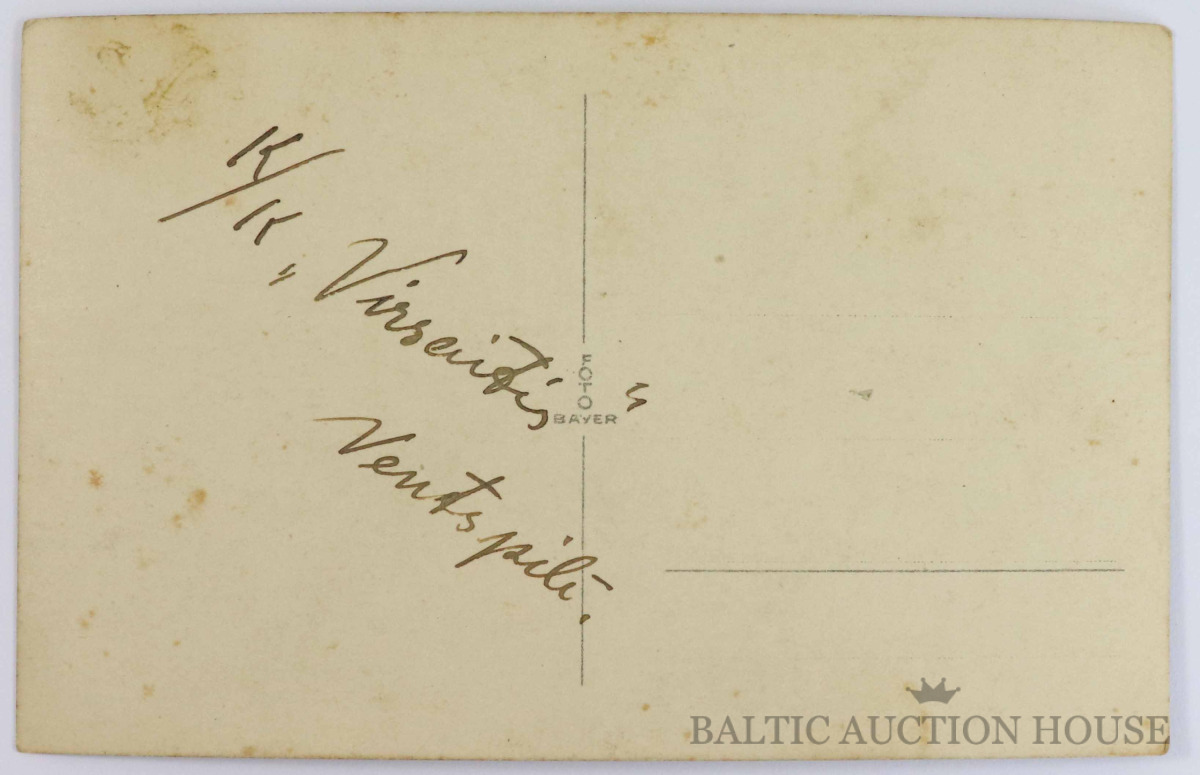 K/K
„Virsaitis"
Ventspilī.
FOTO
BAYER
BALTIC AUCTION HOUSE